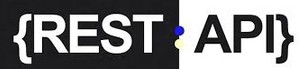 {REST : API}